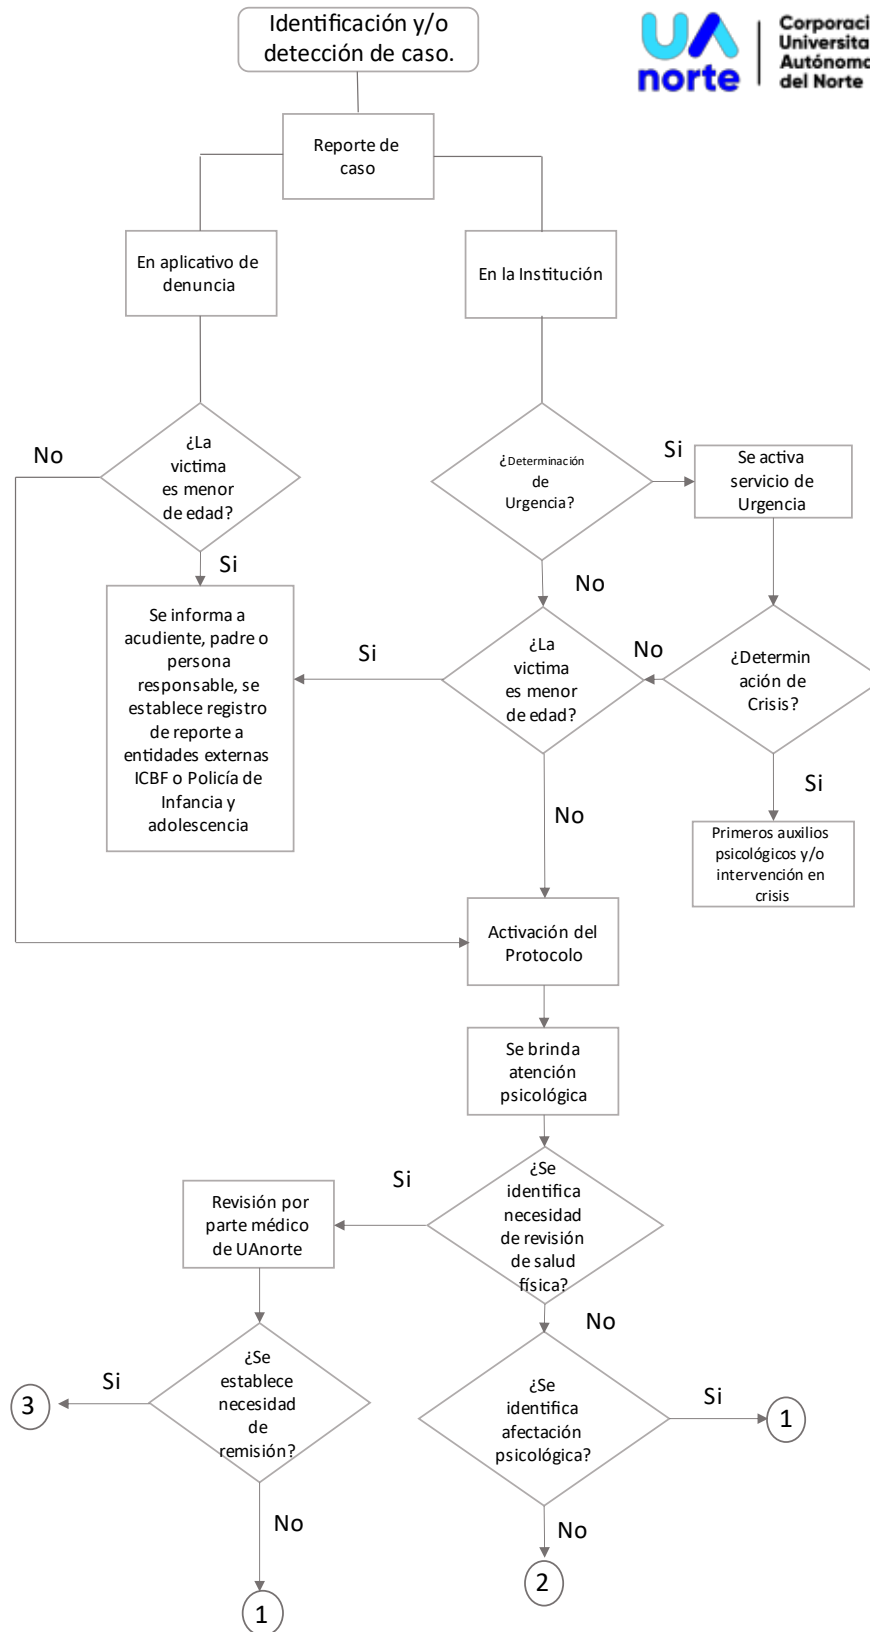 Identificación y/o
detección de caso.
UA
norte
Corporaci
Universita
Autónoma
del Norte
Reporte de
caso
En aplicativo de
denuncia
En la Institución
No
¿La
victima
es menor
de edad?
Si
¿Determinación
de
Urgencia?
Si
Se activa
servicio de
Urgencia
No
Se informa a
acudiente, padre o
persona
responsable, se
establece registro
de reporte a
entidades externas
ICBF o Policía de
Infancia y
adolescencia
Si
¿La
victima
es menor
de edad?
No
¿Determin
ación de
Crisis?
Si
No
Primeros auxilios
psicológicos y/o
intervención en
crisis
Activación del
Protocolo
Se brinda
atención
psicológica
¿Se
identifica
necesidad
de revisión
de salud
física?
Si
Revisión por
parte médico
de UAnorte
No
¿Se
establece
necesidad
de
remisión?
Si
3
¿Se
identifica
afectación
psicológica?
Si
1
No
No
2
1